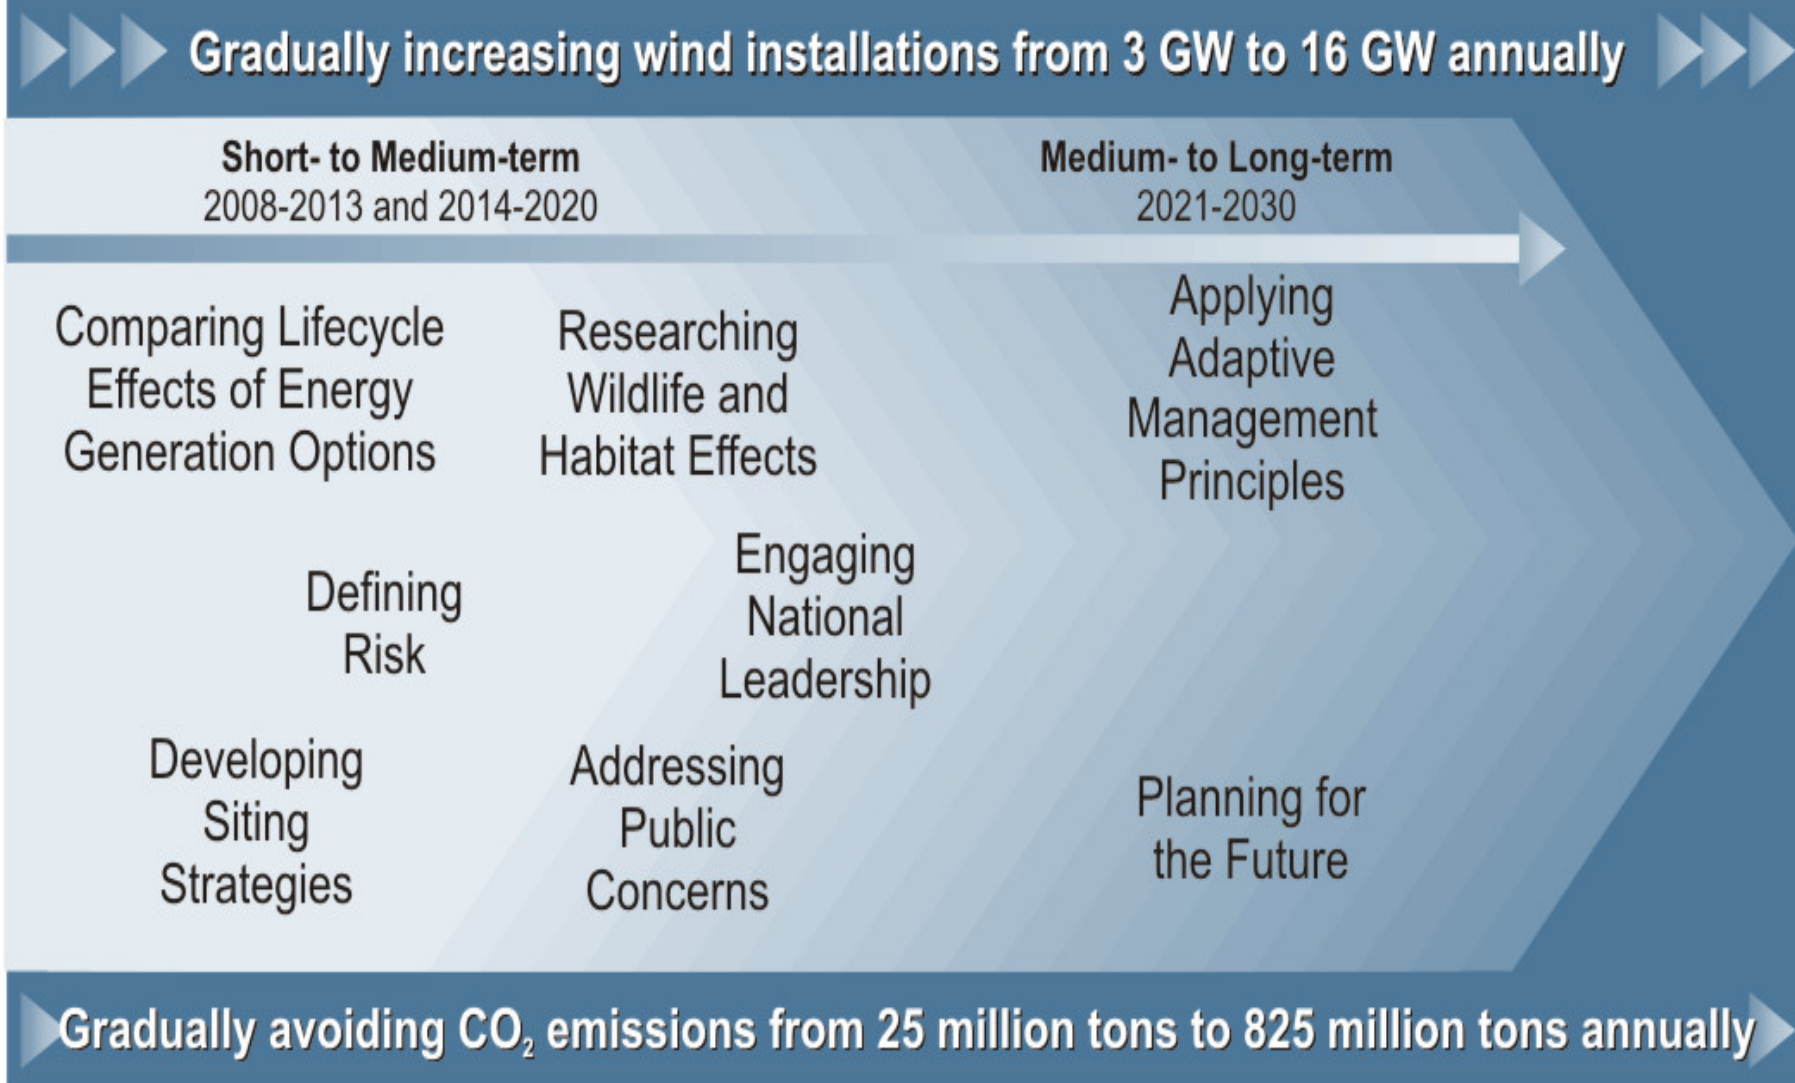 Gradually increasing wind installations from 3 GW to 16 GW annually
Short- to Medium-term
2008-2013 and 2014-2020
Medium- to Long-term
2021-2030
Comparing Lifecycle
Effects of Energy
Generation Options
Researching
Wildlife and
Habitat Effects
Applying
Adaptive
Management
Principles
Defining
Risk
Engaging
National
Leadership
Developing
Siting
Strategies
Addressing
Public
Concerns
Planning for
the Future
Gradually avoiding CO₂ emissions from 25 million tons to 825 million tons annually